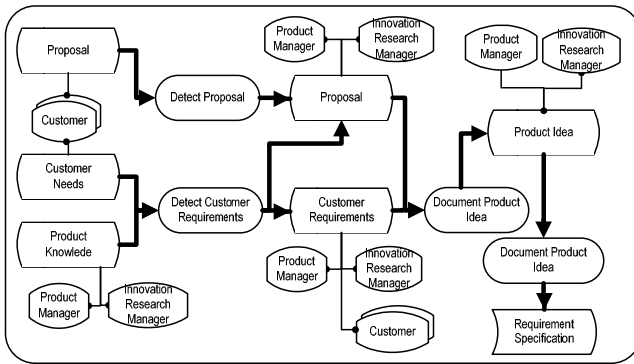 Proposal
Customer
Customer
Needs
Product
Knowlede
Product
Manager
Innovation
Research
Manager
Detect Proposal
Detect Customer
Requirements
Product
Manager
Innovation
Research
Manager
Proposal
Customer
Requirements
Product
Manager
Innovation
Research
Manager
Customer
Document Product
Idea
Product
Manager
Innovation
Research
Manager
Product Idea
Document Product
Idea
Requirement
Specification